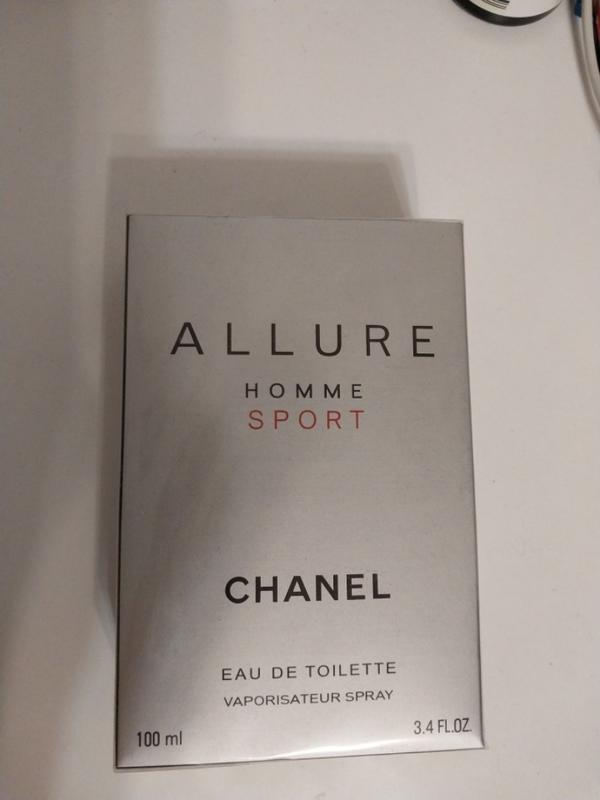 ALLURE
HOMME
SPORT
CHANEL
EAU DE TOILETTE
VAPORISATEUR SPRAY
100 ml 3.4 FL.OZ.